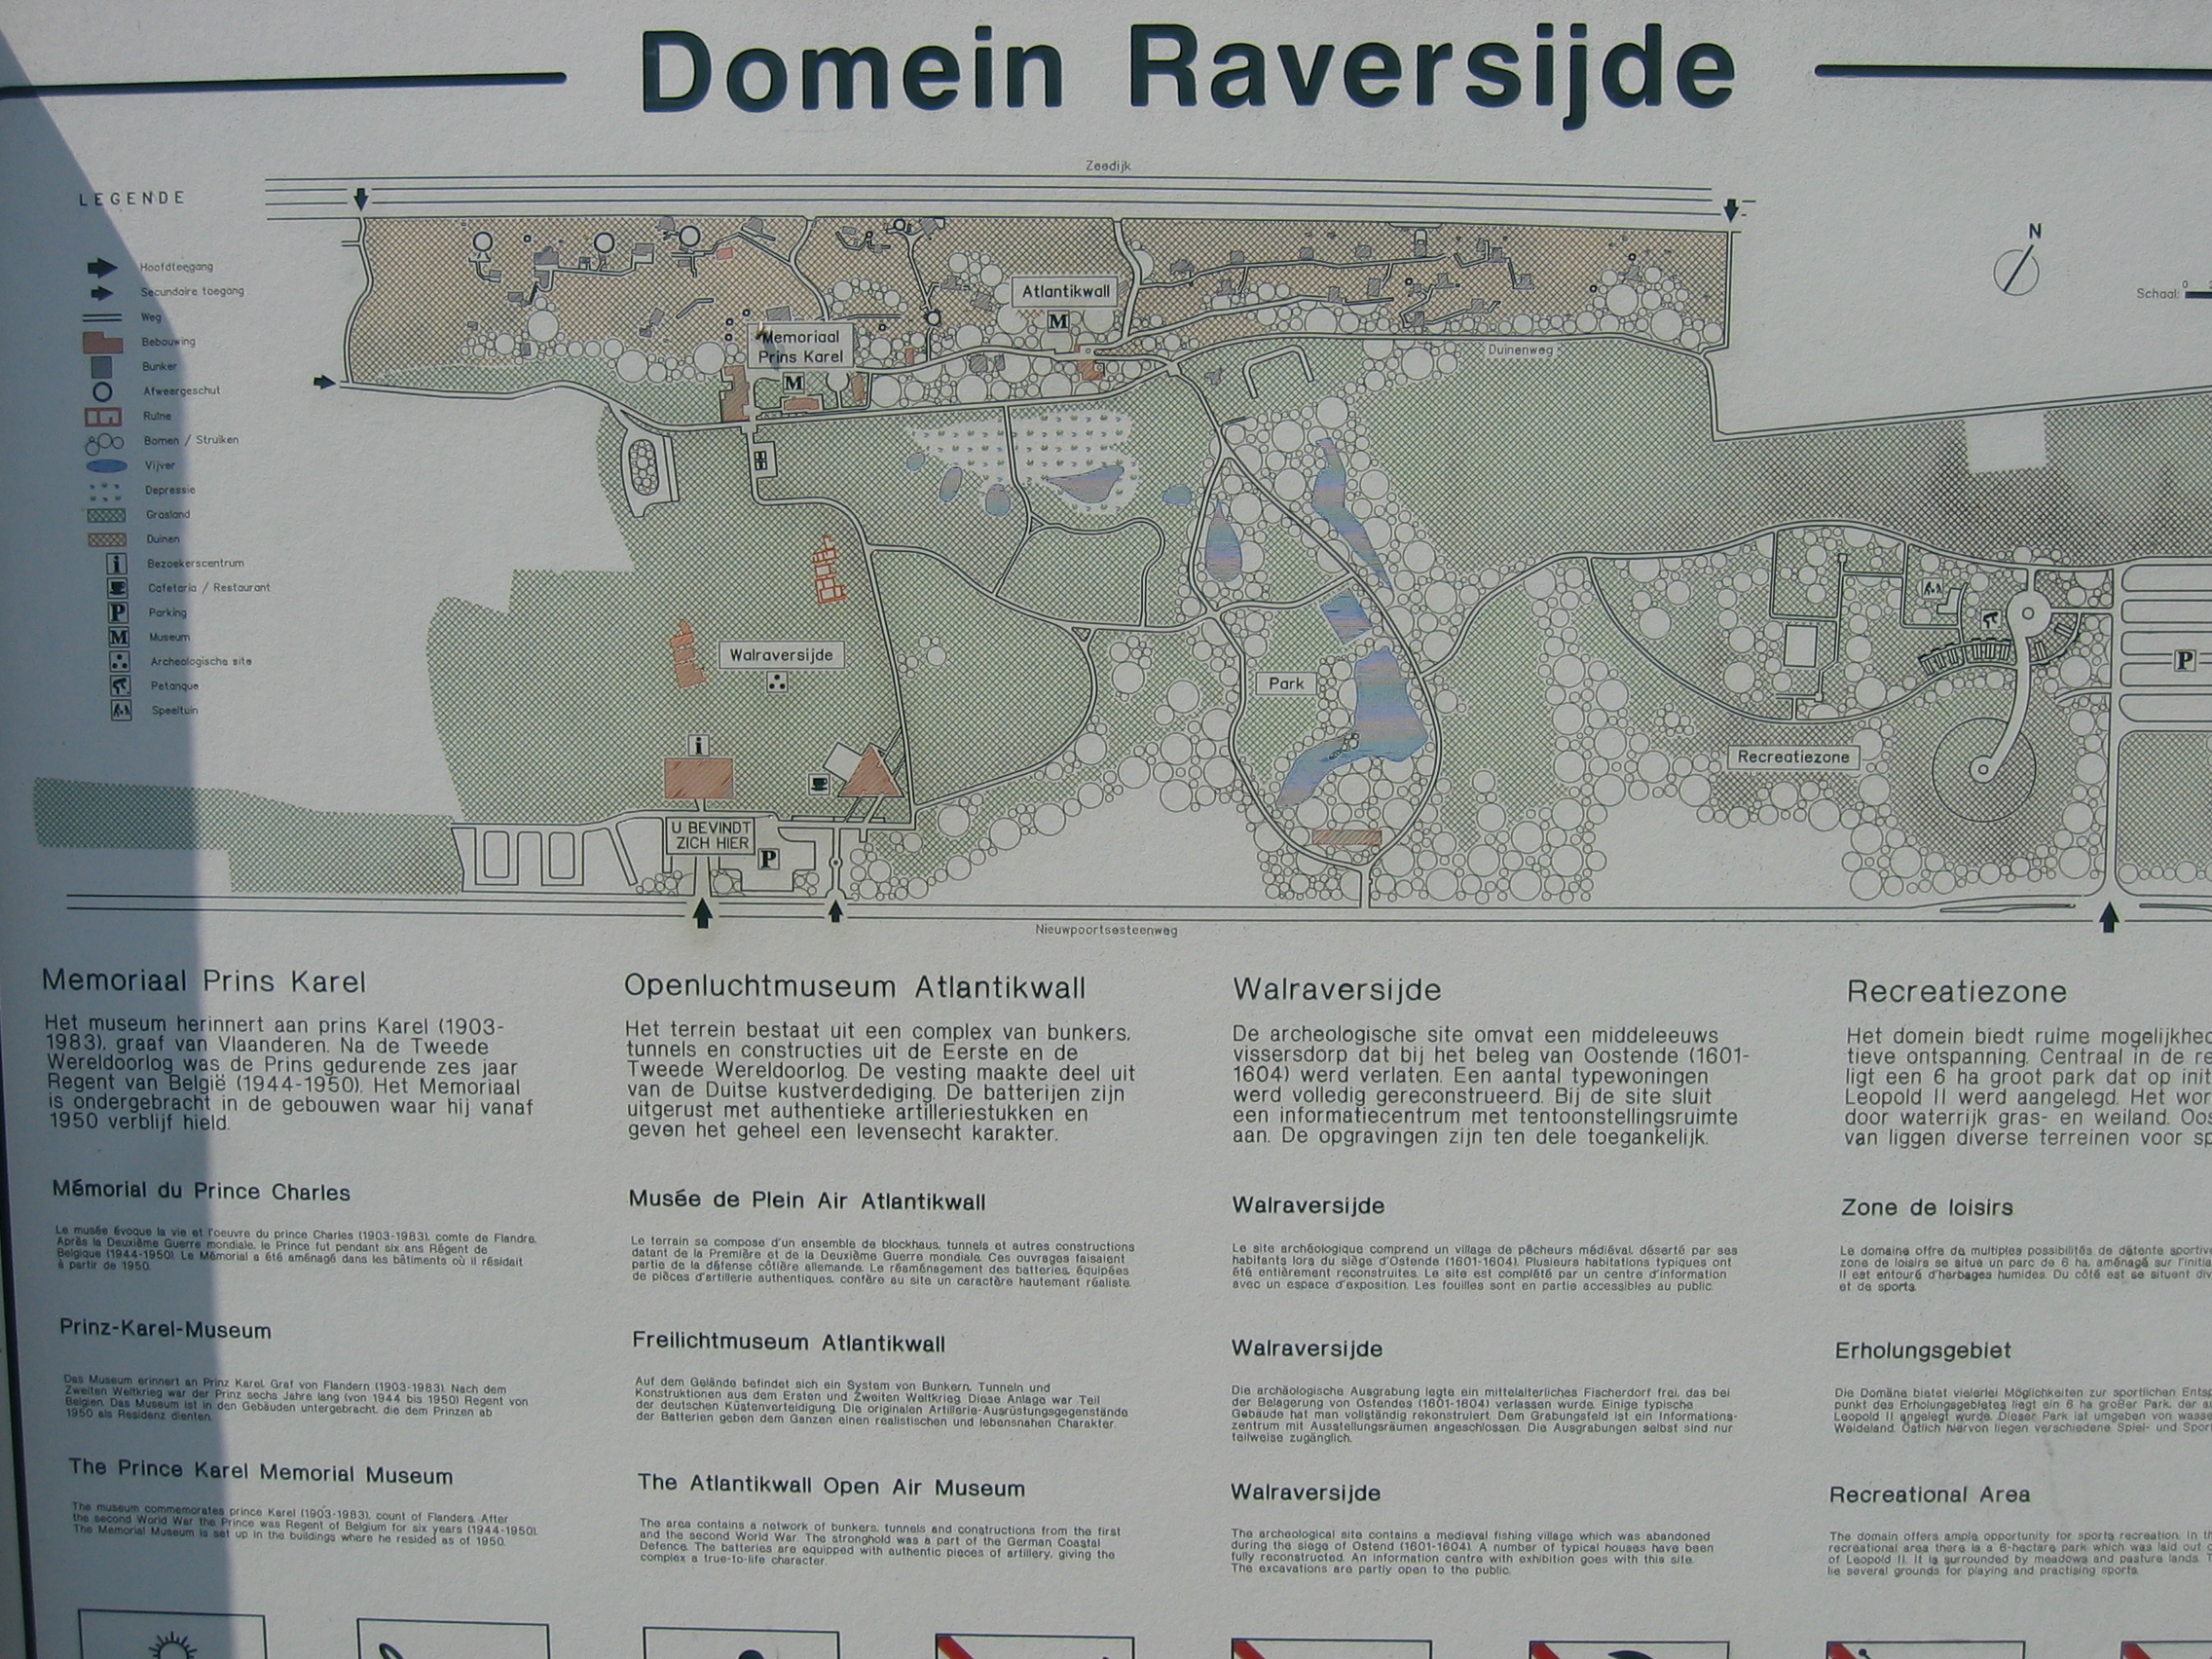 Domein Raversijde
Zeedijk
LEGENDE
Hoofdtoegang
Secundaire toegang
Weg
Bebouwing
Bunker
Afweergeschut
Ruïne
Bomen / Struiken
Vijver
Depressie
Grasland
Duinen
i Bezoekerscentrum
Cafetaria / Restaurant
P Parking
M Museum
Archeologische site
Petanque
Speeltuin
N
Schaal: 0
Atlantikwall
M
Memoriaal
Prins Karel
M
Duinenweg
Walraversijde
Park
P
i
Recreatiezone
U BEVINDT
ZICH HIER
P
Nieuwpoortsesteenweg
Memoriaal Prins Karel
Het museum herinnert aan prins Karel (1903-
1983), graaf van Vlaanderen. Na de Tweede
Wereldoorlog was de Prins gedurende zes jaar
Regent van België (1944-1950). Het Memoriaal
is ondergebracht in de gebouwen waar hij vanaf
1950 verblijf hield.
Mémorial du Prince Charles
Le musée évoque la vie et l'oeuvre du prince Charles (1903-1983), comte de Flandre.
Après la Deuxième Guerre mondiale, le Prince fut pendant six ans Régent de
Belgique (1944-1950). Le Mémorial a été aménagé dans les bâtiments où il résidait
à partir de 1950.
Prinz-Karel-Museum
Das Museum erinnert an Prinz Karel, Graf von Flandern (1903-1983). Nach dem
Zweiten Weltkrieg war der Prinz sechs Jahre lang (von 1944 bis 1950) Regent von
Belgien. Das Museum ist in den Gebäuden untergebracht, die dem Prinzen ab
1950 als Residenz dienten.
The Prince Karel Memorial Museum
The museum commemorates prince Karel (1903-1983), count of Flanders. After
the second World War the Prince was Regent of Belgium for six years (1944-1950).
The Memorial Museum is set up in the buildings where he resided as of 1950.
Openluchtmuseum Atlantikwall
Het terrein bestaat uit een complex van bunkers,
tunnels en constructies uit de Eerste en de
Tweede Wereldoorlog. De vesting maakte deel uit
van de Duitse kustverdediging. De batterijen zijn
uitgerust met authentieke artilleriestukken en
geven het geheel een levensecht karakter.
Musée de Plein Air Atlantikwall
Le terrain se compose d'un ensemble de blockhaus, tunnels et autres constructions
datant de la Première et de la Deuxième Guerre mondiale. Ces ouvrages faisaient
partie de la défense côtière allemande. Le réaménagement des batteries, équipées
de pièces d'artillerie authentiques, confère au site un caractère hautement réaliste.
Freilichtmuseum Atlantikwall
Auf dem Gelände befindet sich ein System von Bunkern, Tunneln und
Konstruktionen aus dem Ersten und Zweiten Weltkrieg. Diese Anlage war Teil
der deutschen Küstenverteidigung. Die originalen Artillerie-Ausrüstungsgegenstände
der Batterien geben dem Ganzen einen realistischen und lebensnahen Charakter.
The Atlantikwall Open Air Museum
The area contains a network of bunkers, tunnels and constructions from the first
and the second World War. The stronghold was a part of the German Coastal
Defence. The batteries are equipped with authentic pieces of artillery, giving the
complex a true-to-life character.
Walraversijde
De archeologische site omvat een middeleeuws
vissersdorp dat bij het beleg van Oostende (1601-
1604) werd verlaten. Een aantal typewoningen
werd volledig gereconstrueerd. Bij de site sluit
een informatiecentrum met tentoonstellingsruimte
aan. De opgravingen zijn ten dele toegankelijk.
Walraversijde
Le site archéologique comprend un village de pêcheurs médiéval, déserté par ses
habitants lors du siège d'Ostende (1601-1604). Plusieurs habitations typiques ont
été entièrement reconstruites. Le site est complété par un centre d'information
avec un espace d'exposition. Les fouilles sont en partie accessibles au public.
Walraversijde
Die archäologische Ausgrabung legte ein mittelalterliches Fischerdorf frei, das bei
der Belagerung von Ostendes (1601-1604) verlassen wurde. Einige typische
Gebäude hat man vollständig rekonstruiert. Dem Grabungsfeld ist ein Informations-
zentrum mit Ausstellungsräumen angeschlossen. Die Ausgrabungen selbst sind nur
teilweise zugänglich.
Walraversijde
The archeological site contains a medieval fishing village which was abandoned
during the siege of Ostend (1601-1604). A number of typical houses have been
fully reconstructed. An information centre with exhibition goes with this site.
The excavations are partly open to the public.
Recreatiezone
Het domein biedt ruime mogelijkhed
tieve ontspanning. Centraal in de re
ligt een 6 ha groot park dat op init
Leopold II werd aangelegd. Het wor
door waterrijk gras- en weiland. Oos
van liggen diverse terreinen voor sp
Zone de loisirs
Le domaine offre de multiples possibilités de détente sportive
zone de loisirs se situe un parc de 6 ha, aménagé sur l'initia
Il est entouré d'herbages humides. Du côté est se situent div
et de sports.
Erholungsgebiet
Die Domäne bietet vielerlei Möglichkeiten zur sportlichen Entsp
punkt des Erholungsgebietes liegt ein 6 ha großer Park, der au
Leopold II angelegt wurde. Dieser Park ist umgeben von wasse
Weideland. Östlich hiervon liegen verschiedene Spiel- und Spor
Recreational Area
The domain offers ample opportunity for sports recreation. In th
recreational area there is a 6-hectare park which was laid out o
of Leopold II. It is surrounded by meadows and pasture lands. T
lie several grounds for playing and practising sports.